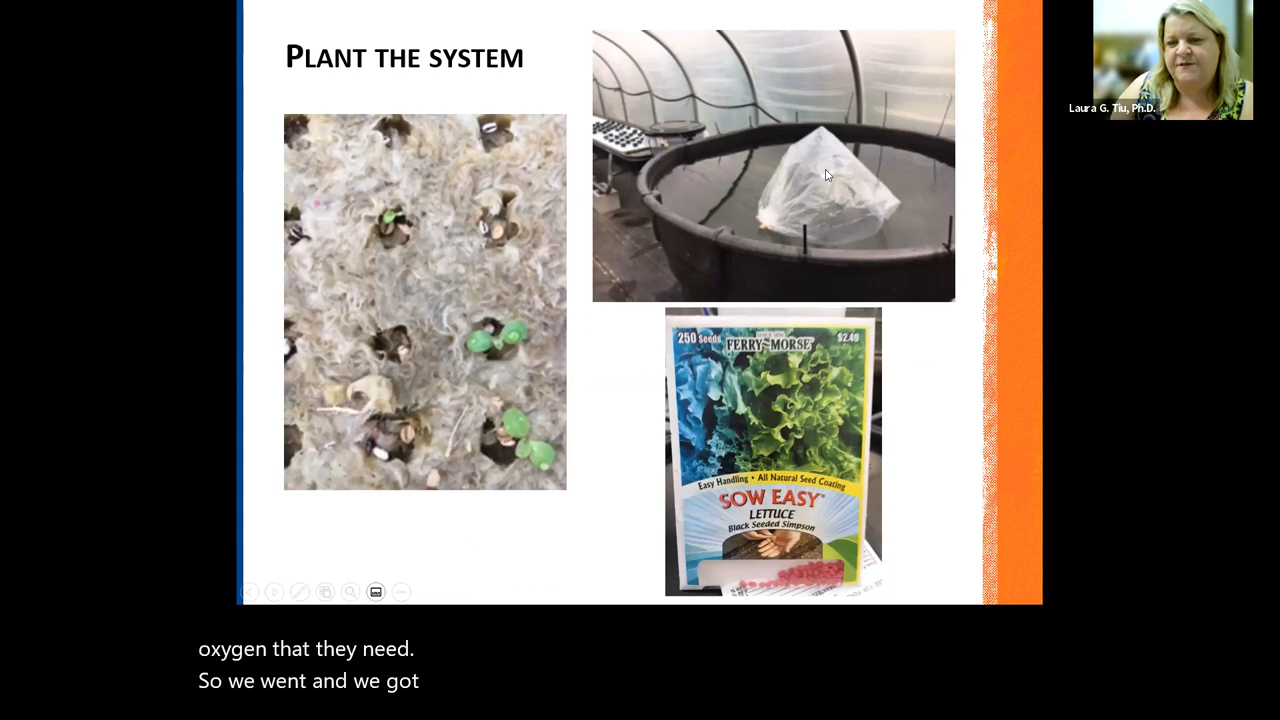 PLANT THE SYSTEM
Laura G. Tiu, Ph.D.
250 Seeds
FERRY-MORSE
$2.49
Easy Handling • All Natural Seed Coating
SOW EASY®
LETTUCE
Black Seeded Simpson
oxygen that they need.
So we went and we got